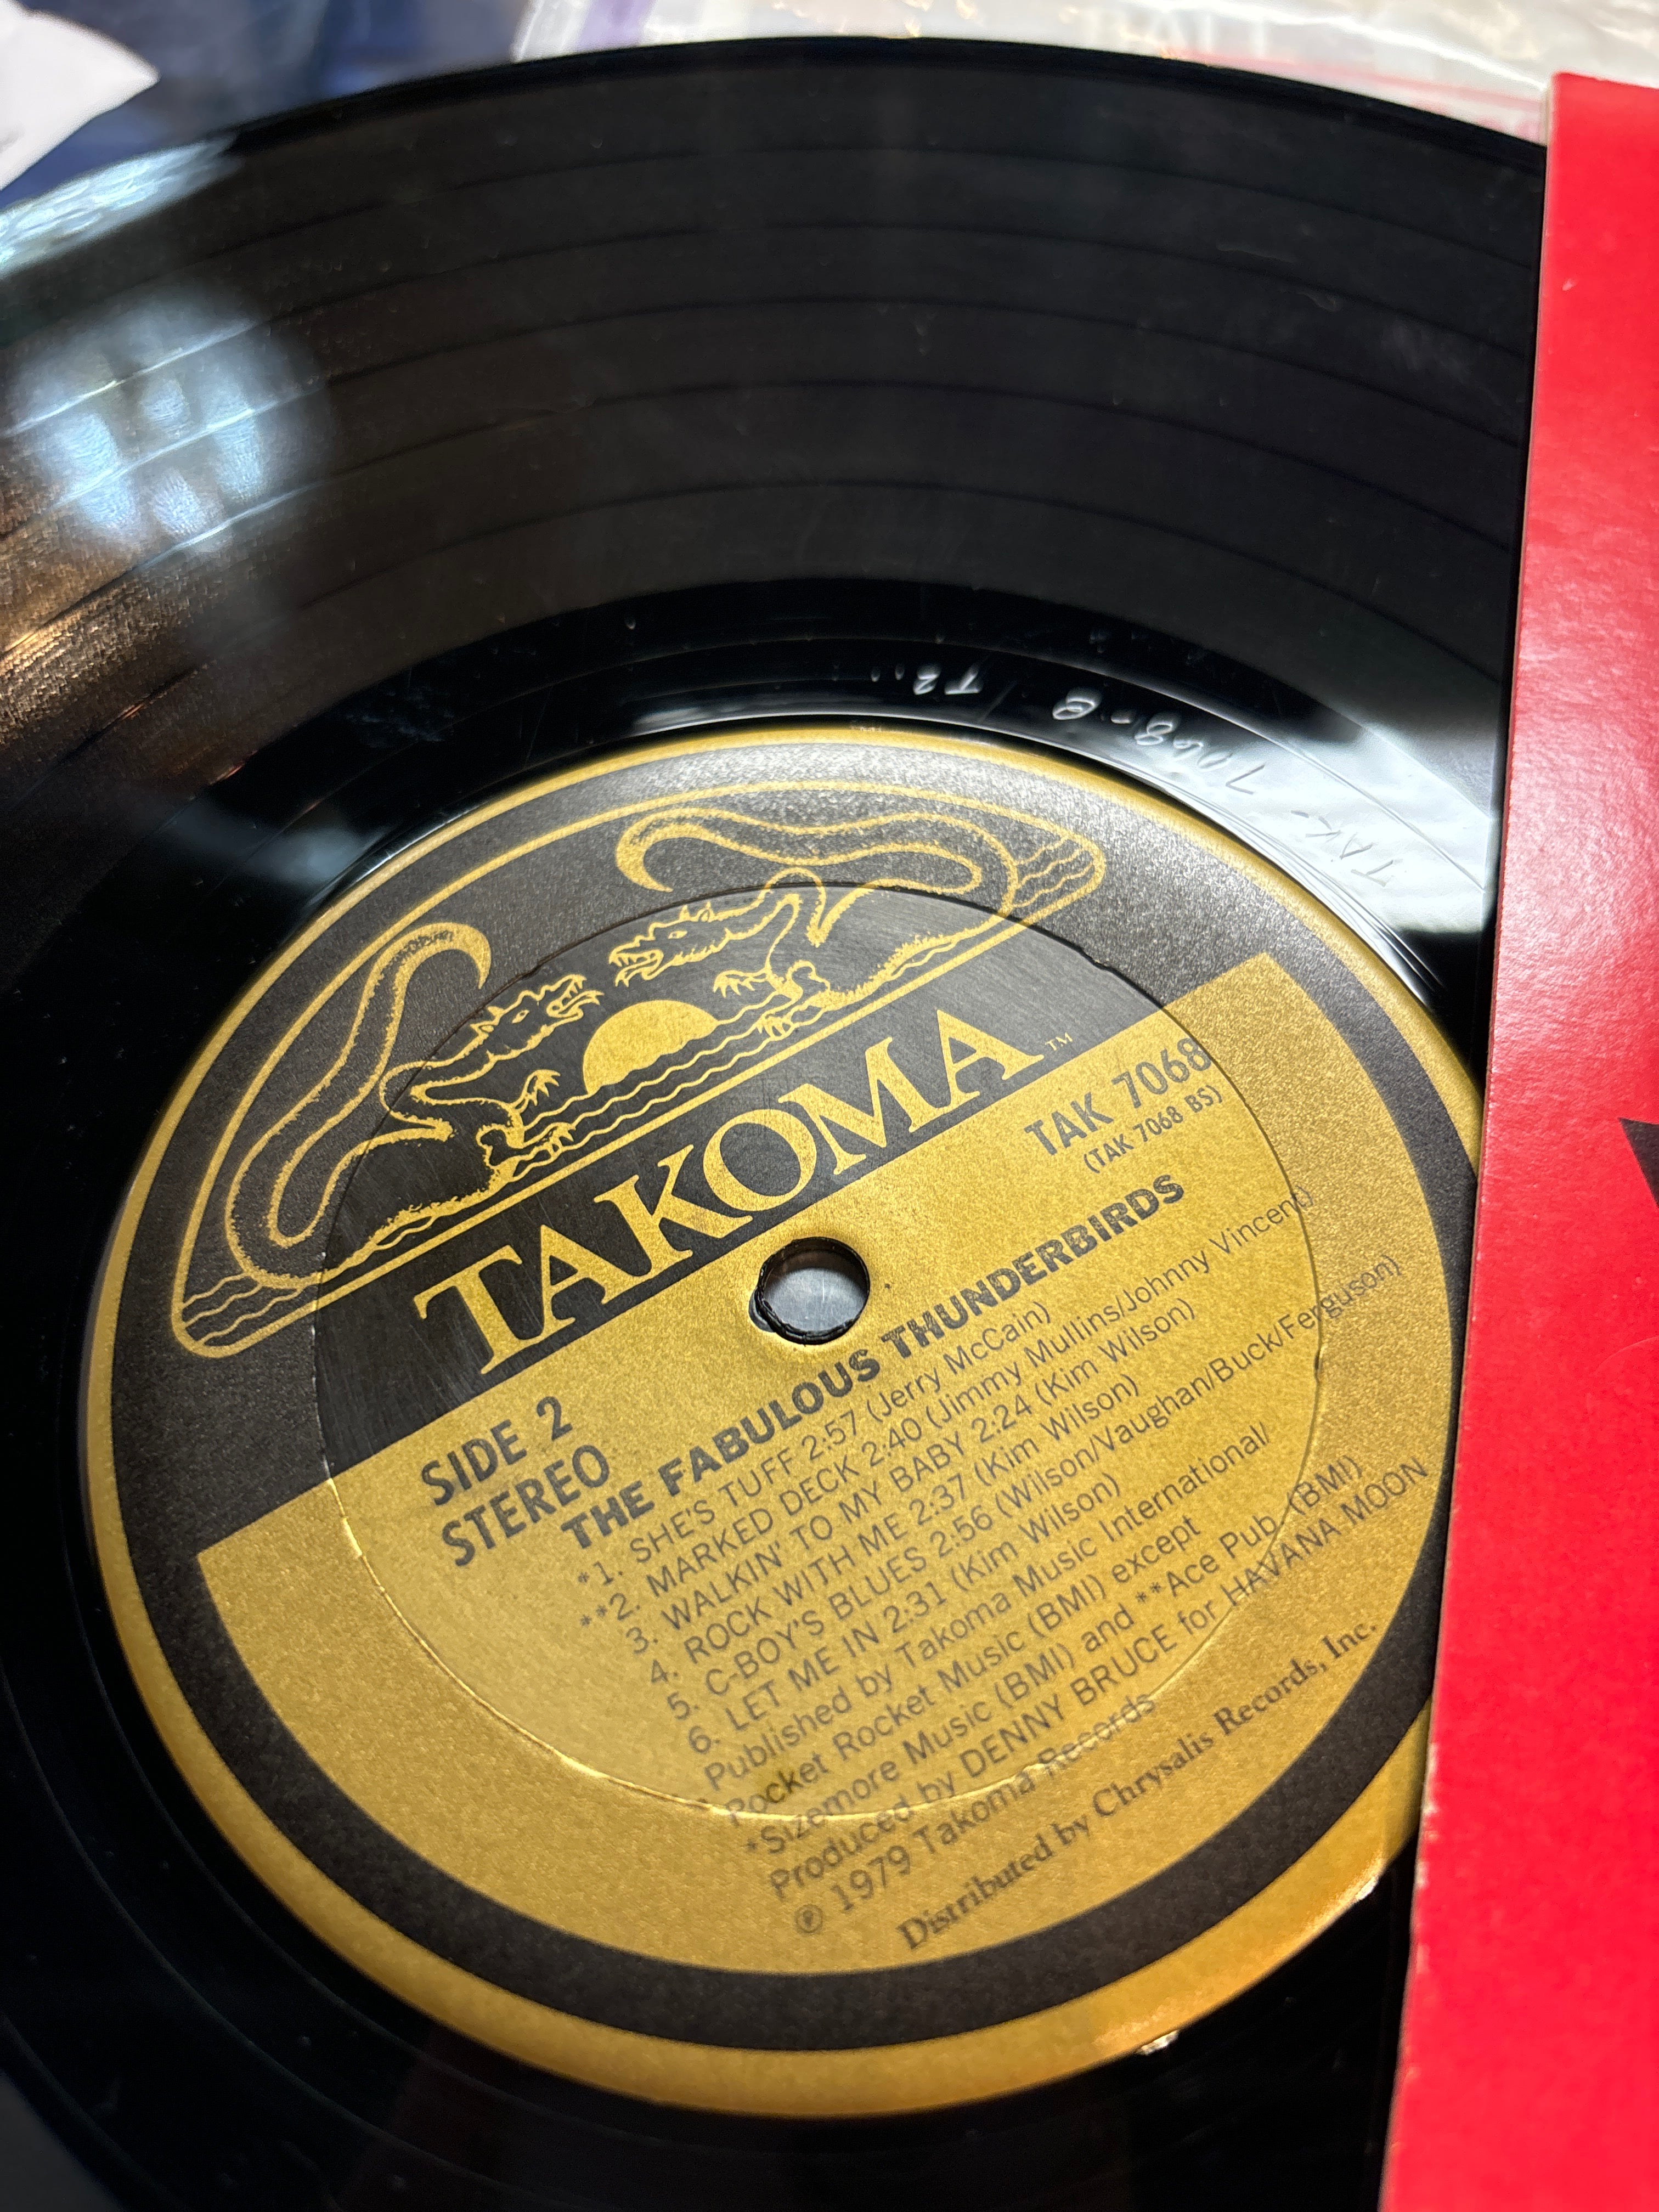 TAK-7068-B T2
TAKOMA™
TAK 7068
(TAK 7068 BS)
SIDE 2
STEREO
THE FABULOUS THUNDERBIRDS
*1. SHE'S TUFF 2:57 (Jerry McCain)
**2. MARKED DECK 2:40 (Jimmy Mullins/Johnny Vincent)
3. WALKIN' TO MY BABY 2:24 (Kim Wilson)
4. ROCK WITH ME 2:37 (Kim Wilson)
5. C-BOY'S BLUES 2:56 (Wilson/Vaughan/Buck/Ferguson)
6. LET ME IN 2:31 (Kim Wilson)
Published by Takoma Music International/
Rocket Rocket Music (BMI) except
*Sizemore Music (BMI) and **Ace Pub. (BMI)
Produced by DENNY BRUCE for HAVANA MOON
℗ 1979 Takoma Records
Distributed by Chrysalis Records, Inc.